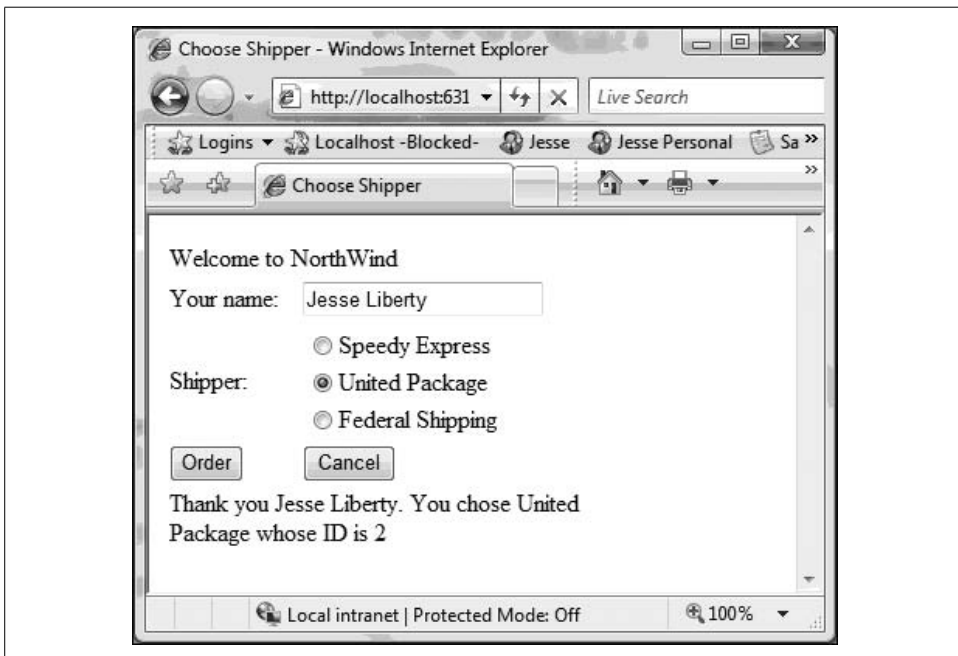 Choose Shipper - Windows Internet Explorer
http://localhost:631
Live Search
Logins
Localhost -Blocked-
Jesse
Jesse Personal
Sa
Choose Shipper
Welcome to NorthWind
Your name: Jesse Liberty
Speedy Express
Shipper: United Package
Federal Shipping
Order Cancel
Thank you Jesse Liberty. You chose United
Package whose ID is 2
Local intranet | Protected Mode: Off 100%